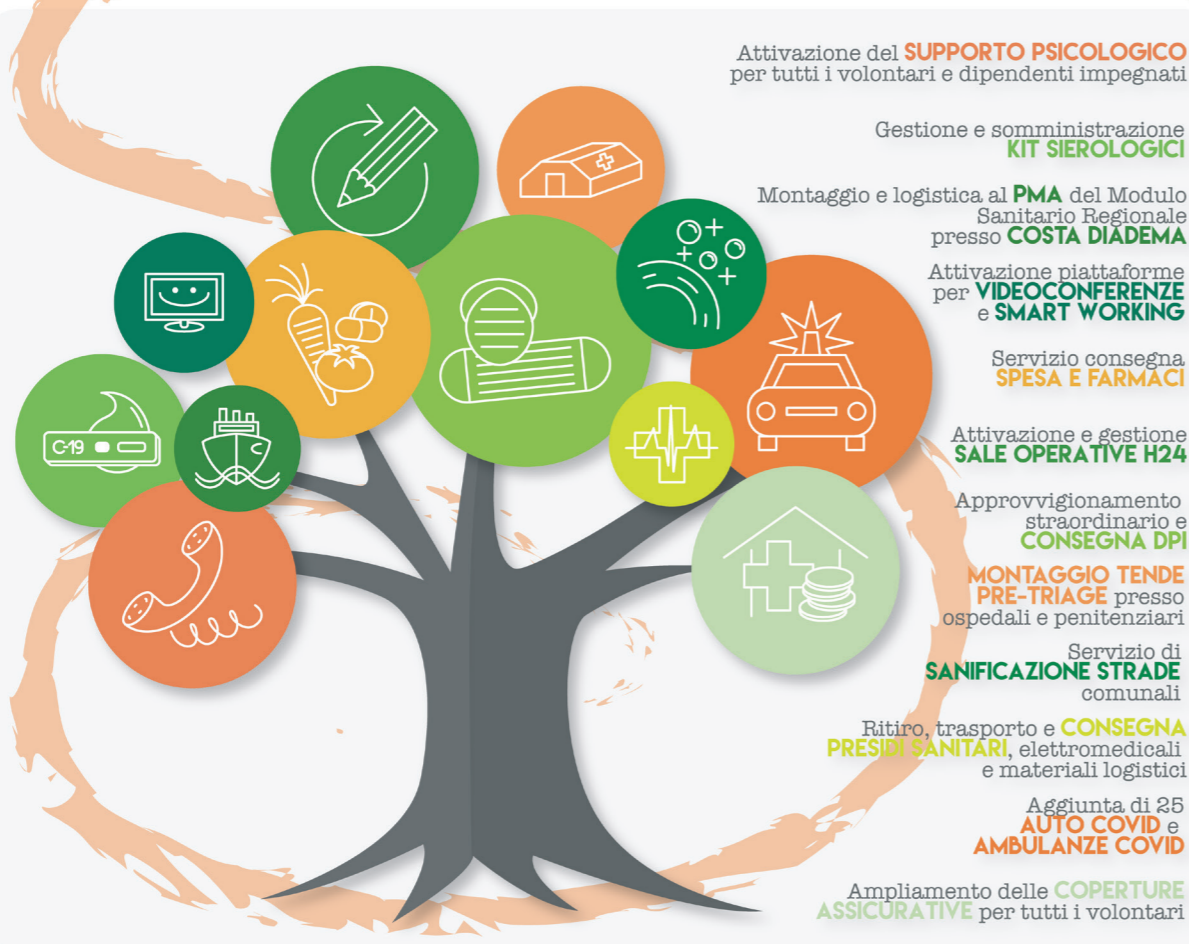 Attivazione del SUPPORTO PSICOLOGICO
per tutti i volontari e dipendenti impegnati
Gestione e somministrazione
KIT SIEROLOGICI
Montaggio e logistica al PMA del Modulo
Sanitario Regionale
presso COSTA DIADEMA
Attivazione piattaforme
per VIDEOCONFERENZE
e SMART WORKING
Servizio consegna
SPESA E FARMACI
Attivazione e gestione
SALE OPERATIVE H24
Approvvigionamento
straordinario e
CONSEGNA DPI
MONTAGGIO TENDE
PRE-TRIAGE presso
ospedali e penitenziari
Servizio di
SANIFICAZIONE STRADE
comunali
Ritiro, trasporto e CONSEGNA
PRESIDI SANITARI, elettromedicali
e materiali logistici
Aggiunta di 25
AUTO COVID e
AMBULANZE COVID
Ampliamento delle COPERTURE
ASSICURATIVE per tutti i volontari
C-19